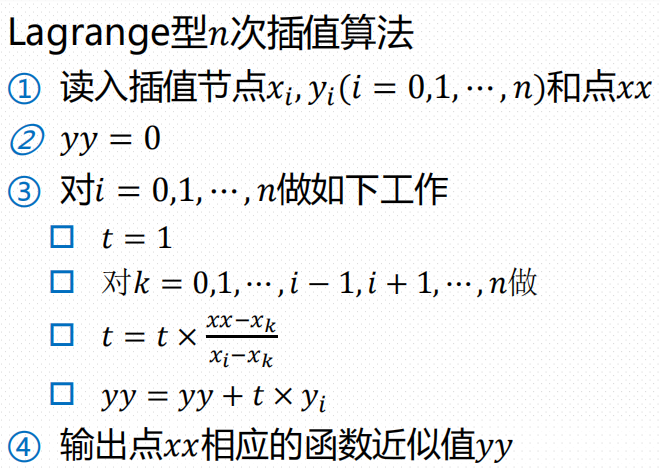 Lagrange型n次插值算法
① 读入插值节点xᵢ, yᵢ(i = 0,1, ⋯ , n)和点xx
② yy = 0
③ 对i = 0,1, ⋯ , n做如下工作
□ t = 1
□ 对k = 0,1, ⋯ , i − 1, i + 1, ⋯ , n做
□ t = t × (xx−xₖ)/(xᵢ−xₖ)
□ yy = yy + t × yᵢ
④ 输出点xx相应的函数近似值yy